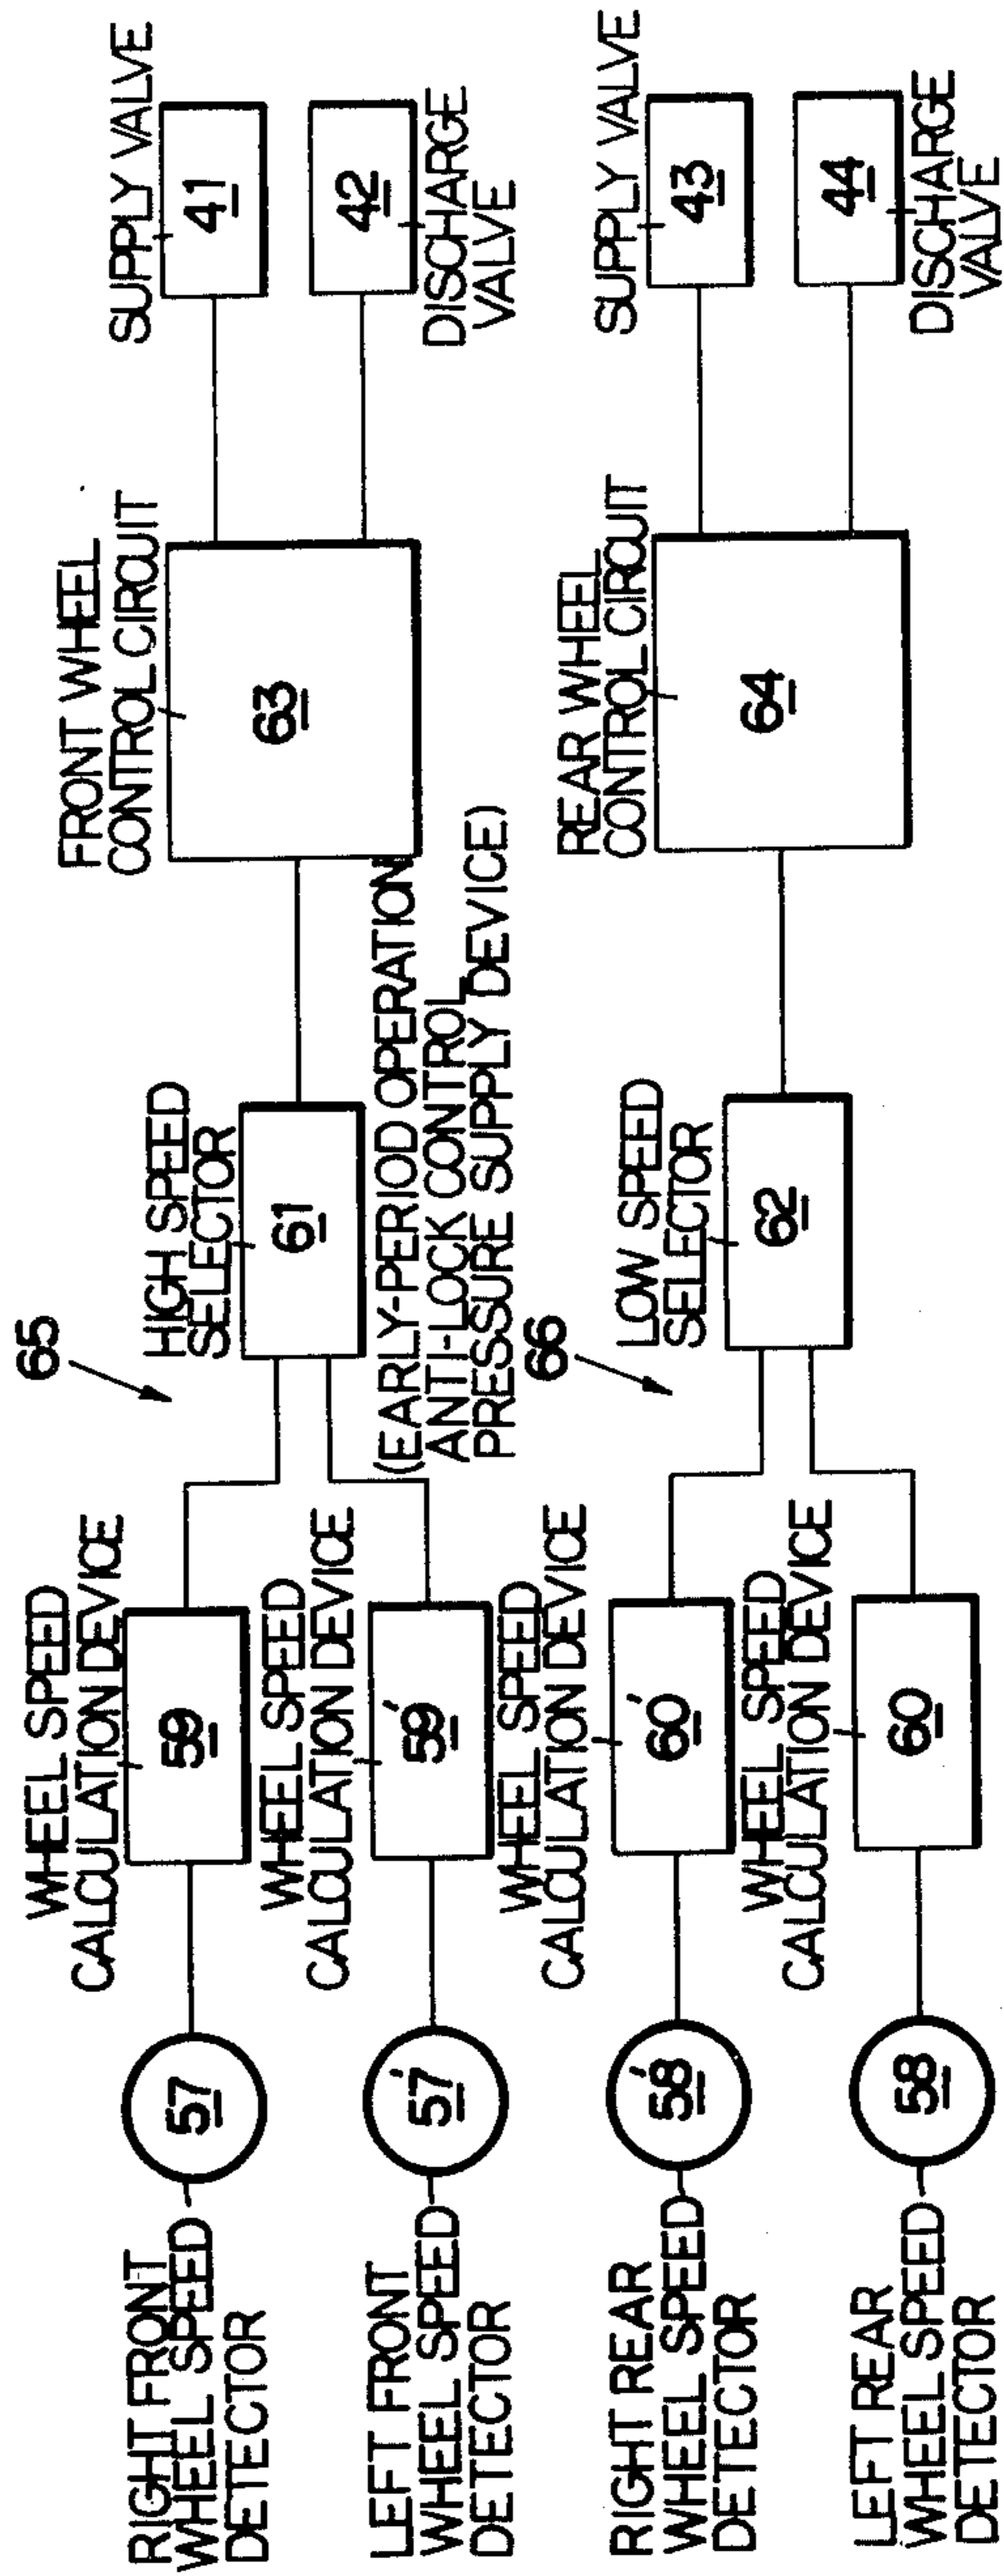 RIGHT FRONT
WHEEL SPEED
DETECTOR
57
WHEEL SPEED
CALCULATION DEVICE
59
LEFT FRONT
WHEEL SPEED
DETECTOR
57'
WHEEL SPEED
CALCULATION DEVICE
59'
65
HIGH SPEED
SELECTOR
61
(EARLY-PERIOD OPERATION
ANTI-LOCK CONTROL
PRESSURE SUPPLY DEVICE)
FRONT WHEEL
CONTROL CIRCUIT
63
SUPPLY VALVE
41
42
DISCHARGE
VALVE
RIGHT REAR
WHEEL SPEED
DETECTOR
58'
WHEEL SPEED
CALCULATION DEVICE
60'
LEFT REAR
WHEEL SPEED
DETECTOR
58
WHEEL SPEED
CALCULATION DEVICE
60
66
LOW SPEED
SELECTOR
62
REAR WHEEL
CONTROL CIRCUIT
64
SUPPLY VALVE
43
44
DISCHARGE
VALVE